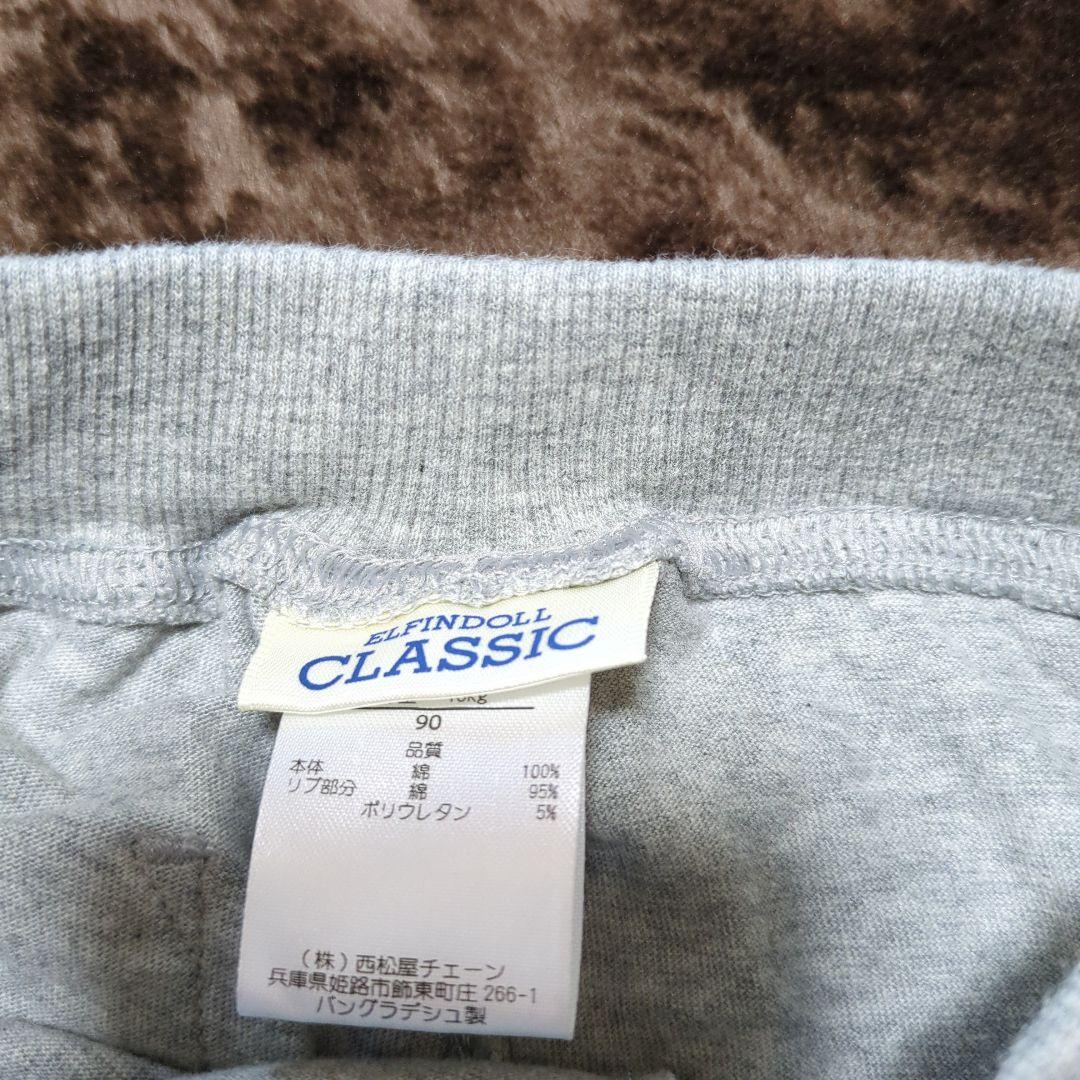 ELFINDOLL
CLASSIC
90
品質
本体 綿 100%
リブ部分 綿 95%
ポリウレタン 5%
(株)西松屋チェーン
兵庫県姫路市飾東町庄 266-1
バングラデシュ製